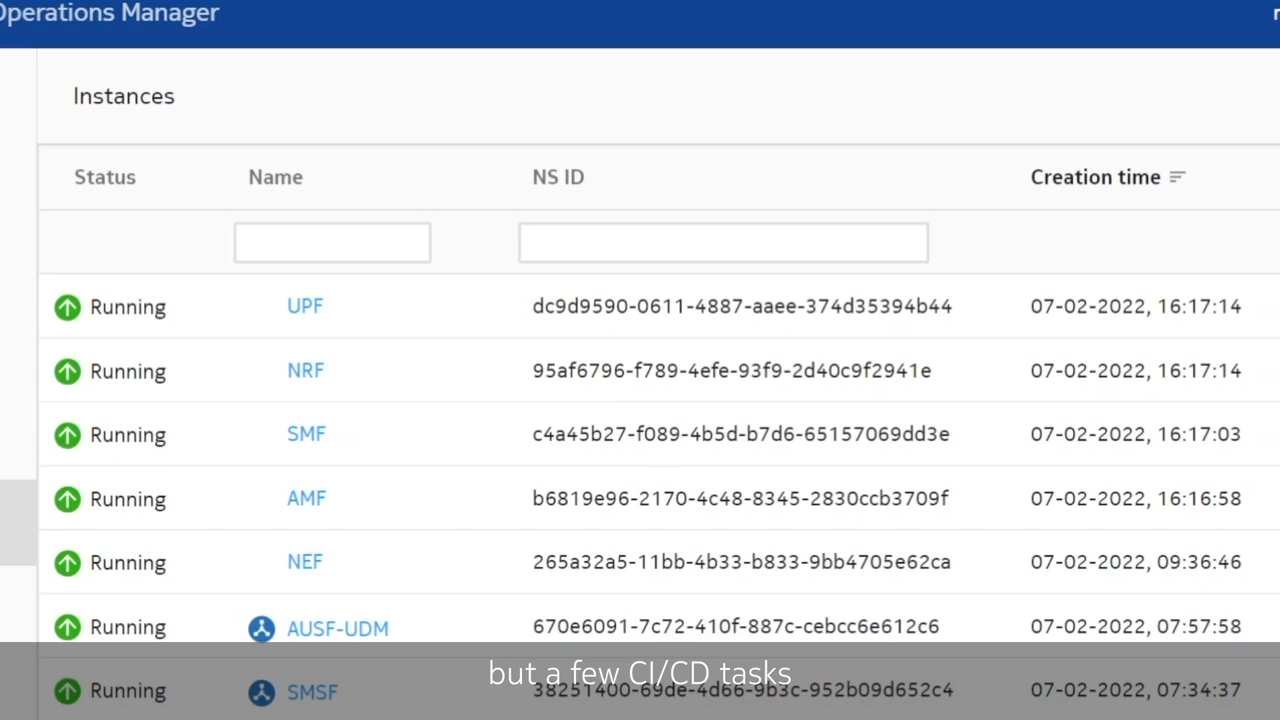 Operations Manager
Instances
Status Name NS ID Creation time
Running UPF dc9d9590-0611-4887-aaee-374d35394b44 07-02-2022, 16:17:14
Running NRF 95af6796-f789-4efe-93f9-2d40c9f2941e 07-02-2022, 16:17:14
Running SMF c4a45b27-f089-4b5d-b7d6-65157069dd3e 07-02-2022, 16:17:03
Running AMF b6819e96-2170-4c48-8345-2830ccb3709f 07-02-2022, 16:16:58
Running NEF 265a32a5-11bb-4b33-b833-9bb4705e62ca 07-02-2022, 09:36:46
Running AUSF-UDM 670e6091-7c72-410f-887c-cebcc6e612c6 07-02-2022, 07:57:58
Running SMSF 38251400-69de-4d66-9b3c-952b09d652c4 07-02-2022, 07:34:37
but a few CI/CD tasks